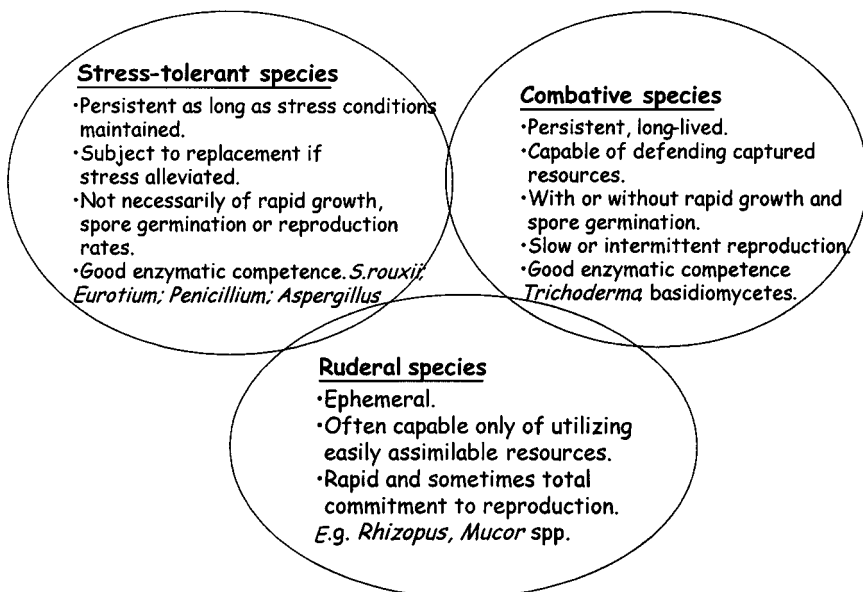 Stress-tolerant species
•Persistent as long as stress conditions
maintained.
•Subject to replacement if
stress alleviated.
•Not necessarily of rapid growth,
spore germination or reproduction
rates.
•Good enzymatic competence. S.rouxii;
Eurotium; Penicillium; Aspergillus
Combative species
•Persistent, long-lived.
•Capable of defending captured
resources.
•With or without rapid growth and
spore germination.
•Slow or intermittent reproduction.
•Good enzymatic competence
Trichoderma basidiomycetes.
Ruderal species
•Ephemeral.
•Often capable only of utilizing
easily assimilable resources.
•Rapid and sometimes total
commitment to reproduction.
E.g. Rhizopus, Mucor spp.